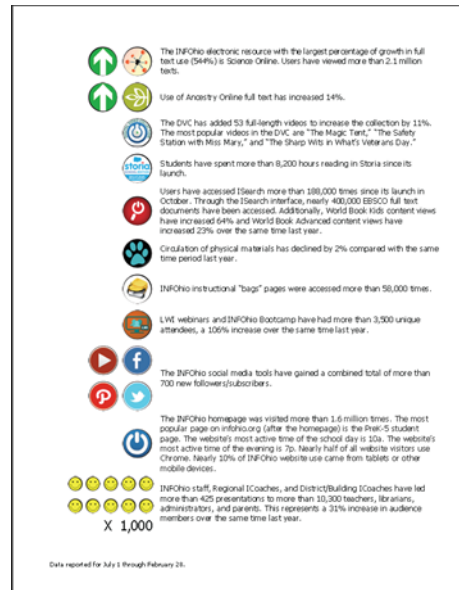 The INFOhio electronic resource with the largest percentage of growth in full
text use (544%) is Science Online. Users have viewed more than 2.1 million
texts.
Use of Ancestry Online full text has increased 14%.
The DVC has added 53 full-length videos to increase the collection by 11%.
The most popular videos in the DVC are "The Magic Tent," "The Safety
Station with Miss Mary," and "The Sharp Wits in What's Veterans Day."
storia
Students have spent more than 8,200 hours reading in Storia since its
launch.
Users have accessed ISearch more than 188,000 times since its launch in
October. Through the ISearch interface, nearly 400,000 EBSCO full text
documents have been accessed. Additionally, World Book Kids content views
have increased 64% and World Book Advanced content views have
increased 23% over the same time last year.
Circulation of physical materials has declined by 2% compared with the same
time period last year.
INFOhio instructional "bags" pages were accessed more than 58,000 times.
LWI webinars and INFOhio Bootcamp have had more than 3,500 unique
attendees, a 106% increase over the same time last year.
The INFOhio social media tools have gained a combined total of more than
700 new followers/subscribers.
The INFOhio homepage was visited more than 1.6 million times. The most
popular page on infohio.org (after the homepage) is the PreK-5 student
page. The website's most active time of the school day is 10a. The website's
most active time of the evening is 7p. Nearly half of all website visitors use
Chrome. Nearly 10% of INFOhio website use came from tablets or other
mobile devices.
INFOhio staff, Regional ICoaches, and District/Building ICoaches have led
more than 425 presentations to more than 10,300 teachers, librarians,
administrators, and parents. This represents a 31% increase in audience
members over the same time last year.
X 1,000
Data reported for July 1 through February 28.